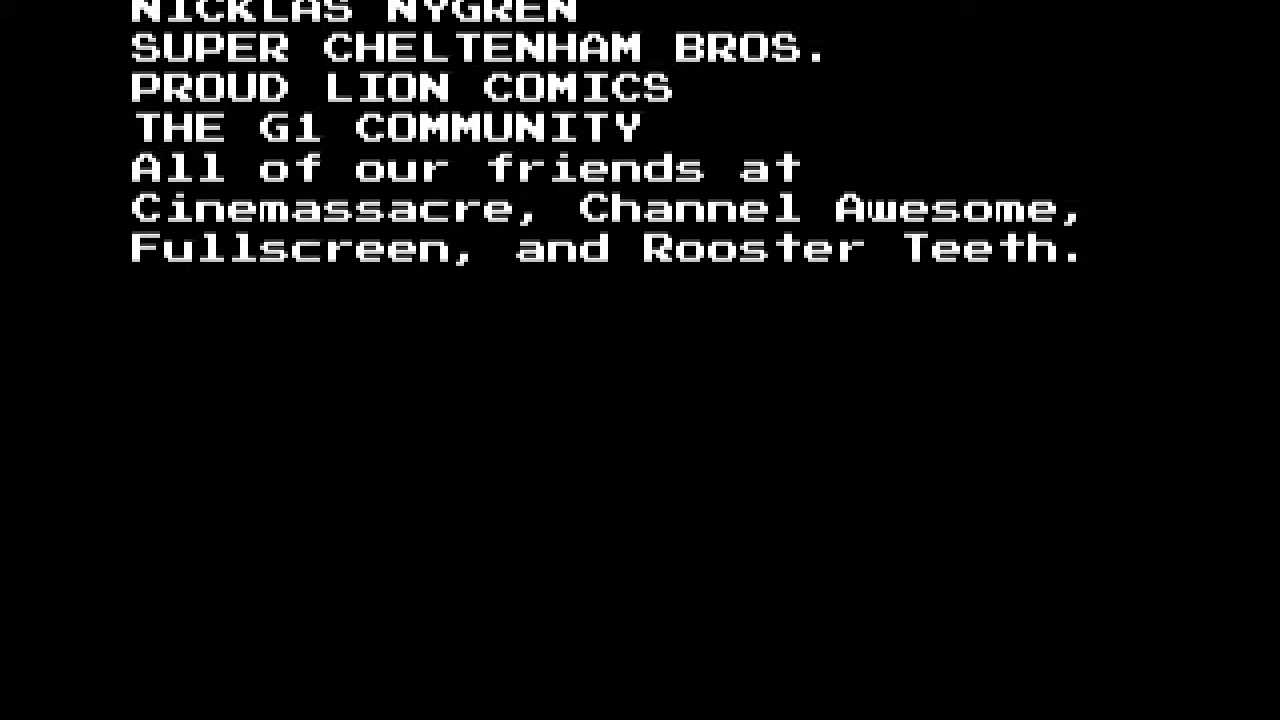 NICKLAS NYGREN
SUPER CHELTENHAM BROS.
PROUD LION COMICS
THE G1 COMMUNITY
All of our friends at
Cinemassacre, Channel Awesome,
Fullscreen, and Rooster Teeth.